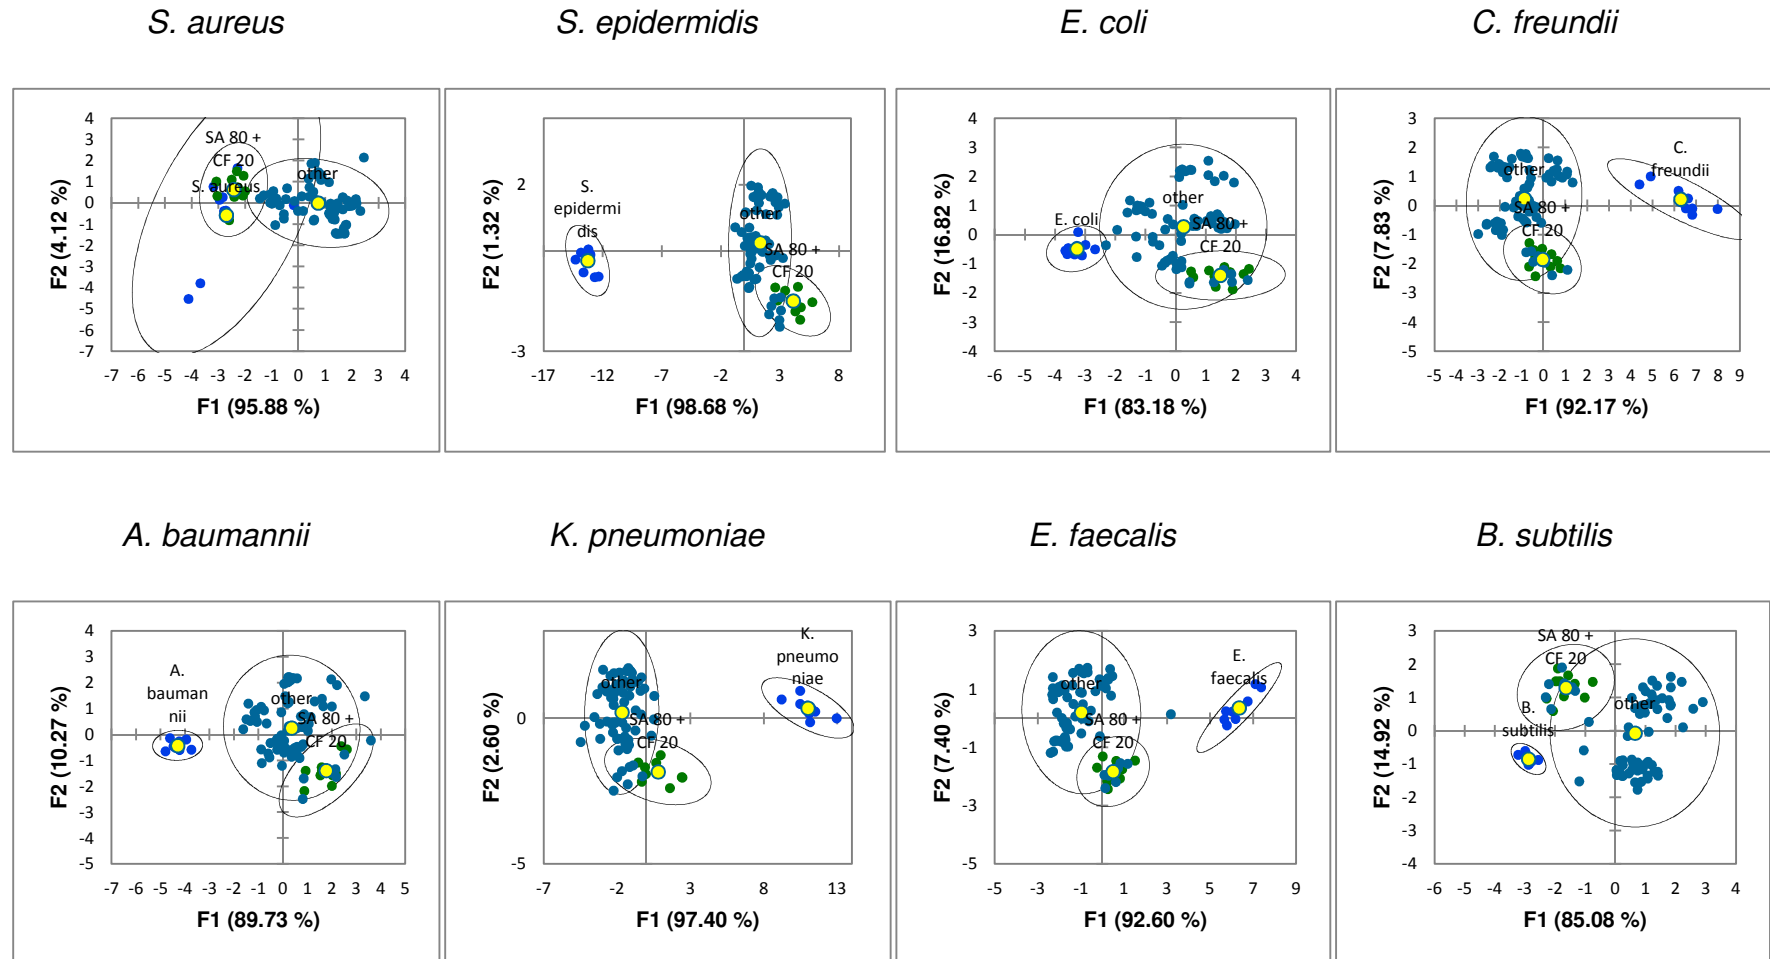 S. aureus
S. epidermidis
E. coli
C. freundii
4
3
2
1
0
-1
-2
-3
-4
-5
-6
-7
F2 (4.12 %)
SA 80 +
CF 20
S. aureus
other
-7 -6 -5 -4 -3 -2 -1 0 1 2 3 4
F1 (95.88 %)
2
-3
F2 (1.32 %)
S.
epidermi
dis
other
SA 80 +
CF 20
-17 -12 -7 -2 3 8
F1 (98.68 %)
4
3
2
1
0
-1
-2
-3
-4
F2 (16.82 %)
E. coli
other
SA 80 +
CF 20
-6 -5 -4 -3 -2 -1 0 1 2 3 4
F1 (83.18 %)
3
2
1
0
-1
-2
-3
-4
-5
F2 (7.83 %)
other
SA 80 +
CF 20
C.
freundii
-5 -4 -3 -2 -1 0 1 2 3 4 5 6 7 8 9
F1 (92.17 %)
A. baumannii
K. pneumoniae
E. faecalis
B. subtilis
4
3
2
1
0
-1
-2
-3
-4
-5
F2 (10.27 %)
A.
bauman
nii
other
SA 80 +
CF 20
-7 -6 -5 -4 -3 -2 -1 0 1 2 3 4 5
F1 (89.73 %)
0
-5
F2 (2.60 %)
other
SA 80 +
CF 20
K.
pneumo
niae
-7 -2 3 8 13
F1 (97.40 %)
3
1
-1
-3
-5
F2 (7.40 %)
other
SA 80 +
CF 20
E.
faecalis
-5 -3 -1 1 3 5 7 9
F1 (92.60 %)
3
2
1
0
-1
-2
-3
-4
F2 (14.92 %)
SA 80 +
CF 20
B.
subtilis
other
-6 -5 -4 -3 -2 -1 0 1 2 3 4
F1 (85.08 %)